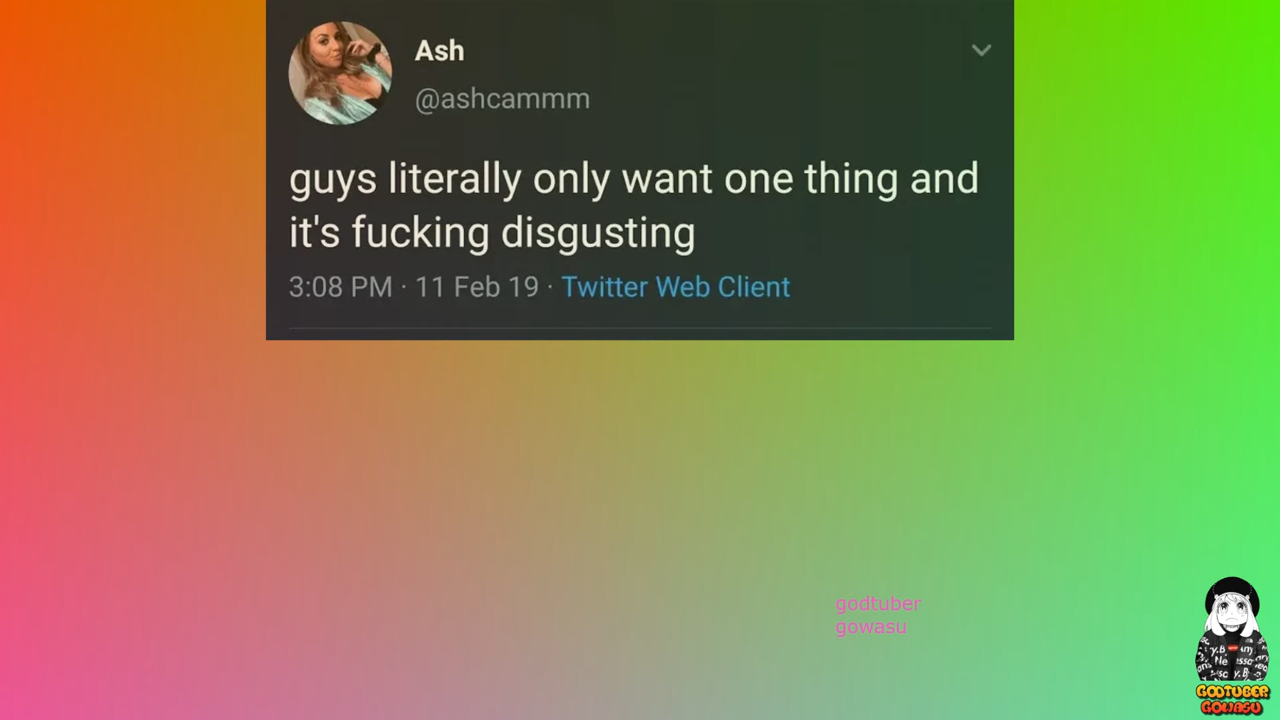 Ash
@ashcammm
guys literally only want one thing and
it's fucking disgusting
3:08 PM · 11 Feb 19 · Twitter Web Client
godtuber
gowasu
GODTUBER
GOWASU